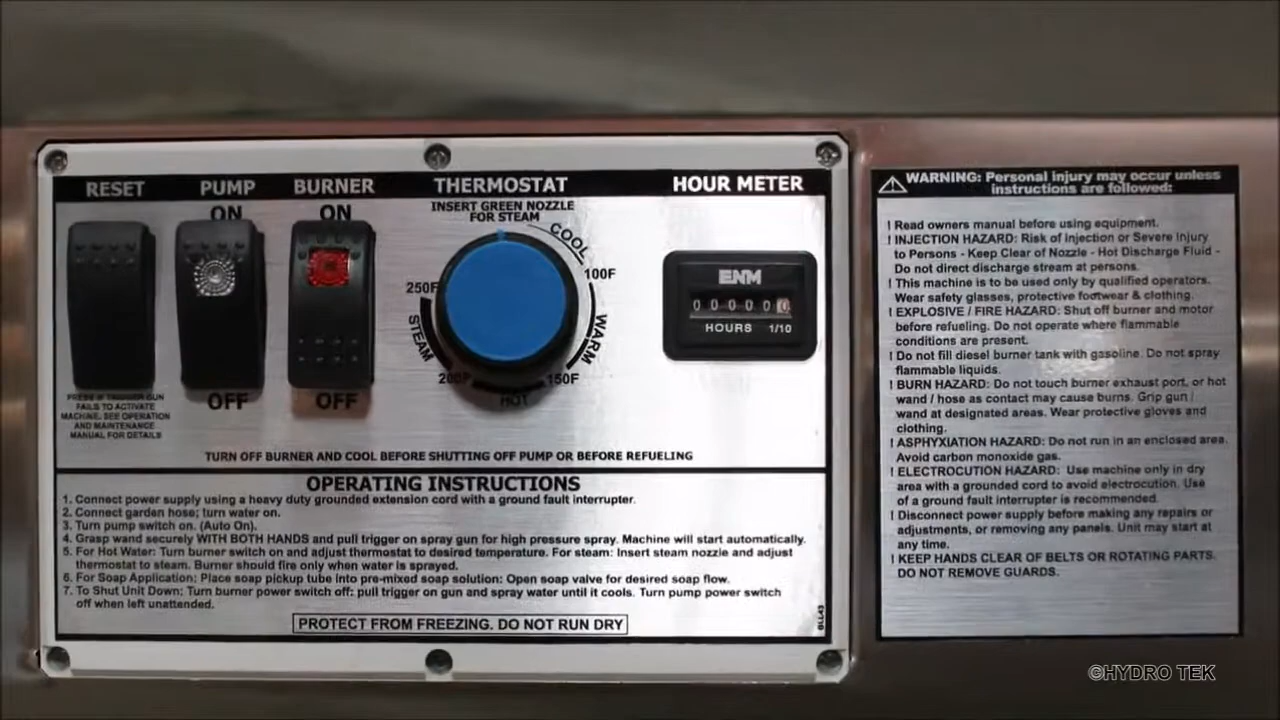 RESET
PUMP
BURNER
THERMOSTAT
HOUR METER
ON
ON
INSERT GREEN NOZZLE
FOR STEAM
COOL
100F
WARM
150F
HOT
200F
STEAM
250F
ENM
000000
HOURS 1/10
OFF
OFF
PRESS IF TRIGGER GUN
FAILS TO ACTIVATE
MACHINE. SEE OPERATION
AND MAINTENANCE
MANUAL FOR DETAILS
TURN OFF BURNER AND COOL BEFORE SHUTTING OFF PUMP OR BEFORE REFUELING
OPERATING INSTRUCTIONS
1. Connect power supply using a heavy duty grounded extension cord with a ground fault interrupter.
2. Connect garden hose; turn water on.
3. Turn pump switch on. (Auto On).
4. Grasp wand securely WITH BOTH HANDS and pull trigger on spray gun for high pressure spray. Machine will start automatically.
5. For Hot Water: Turn burner switch on and adjust thermostat to desired temperature. For steam: Insert steam nozzle and adjust
thermostat to steam. Burner should fire only when water is sprayed.
6. For Soap Application: Place soap pickup tube into pre-mixed soap solution: Open soap valve for desired soap flow.
7. To Shut Unit Down: Turn burner power switch off: pull trigger on gun and spray water until it cools. Turn pump power switch
off when left unattended.
PROTECT FROM FREEZING. DO NOT RUN DRY
BLL43
WARNING: Personal injury may occur unless
instructions are followed:
! Read owners manual before using equipment.
! INJECTION HAZARD: Risk of Injection or Severe Injury
to Persons - Keep Clear of Nozzle - Hot Discharge Fluid -
Do not direct discharge stream at persons.
! This machine is to be used only by qualified operators.
Wear safety glasses, protective footwear & clothing.
! EXPLOSIVE / FIRE HAZARD: Shut off burner and motor
before refueling. Do not operate where flammable
conditions are present.
! Do not fill diesel burner tank with gasoline. Do not spray
flammable liquids.
! BURN HAZARD: Do not touch burner exhaust port, or hot
wand / hose as contact may cause burns. Grip gun /
wand at designated areas. Wear protective gloves and
clothing.
! ASPHYXIATION HAZARD: Do not run in an enclosed area.
Avoid carbon monoxide gas.
! ELECTROCUTION HAZARD: Use machine only in dry
area with a grounded cord to avoid electrocution. Use
of a ground fault interrupter is recommended.
! Disconnect power supply before making any repairs or
adjustments, or removing any panels. Unit may start at
any time.
! KEEP HANDS CLEAR OF BELTS OR ROTATING PARTS.
DO NOT REMOVE GUARDS.
©HYDRO TEK